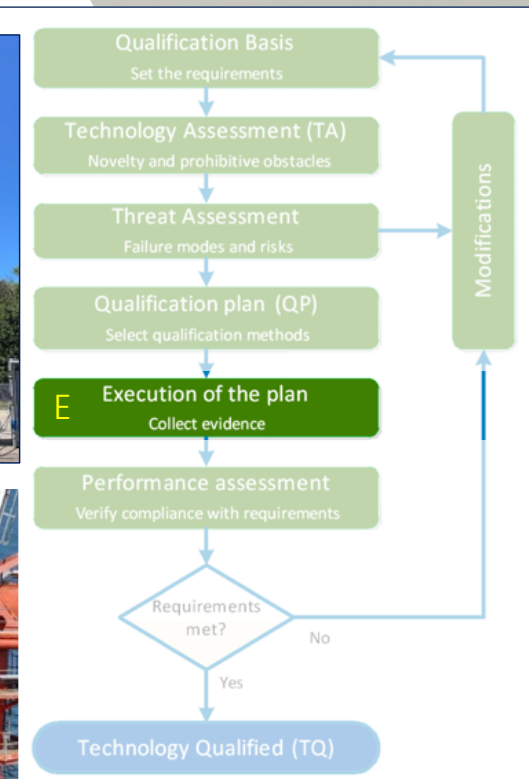 Qualification Basis
Set the requirements
Technology Assessment (TA)
Novelty and prohibitive obstacles
Threat Assessment
Failure modes and risks
Modifications
Qualification plan (QP)
Select qualification methods
E
Execution of the plan
Collect evidence
Performance assessment
Verify compliance with requirements
Requirements
met?
No
Yes
Technology Qualified (TQ)